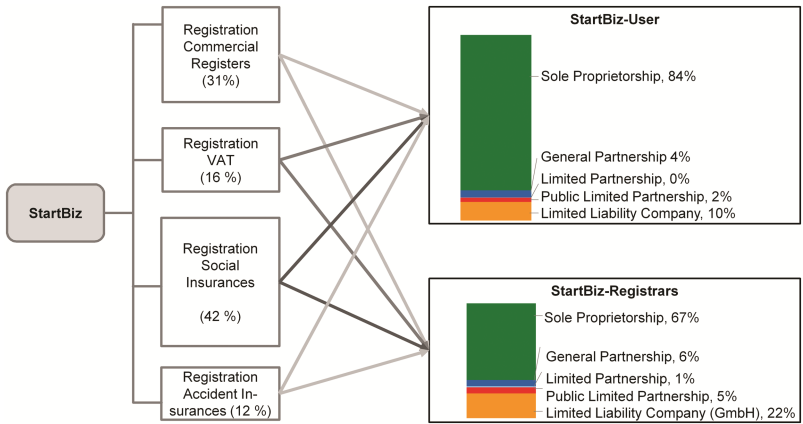 StartBiz
Registration
Commercial
Registers
(31%)
Registration
VAT
(16 %)
Registration
Social
Insurances
(42 %)
Registration
Accident In-
surances (12 %)
StartBiz-User
Sole Proprietorship, 84%
General Partnership 4%
Limited Partnership, 0%
Public Limited Partnership, 2%
Limited Liability Company, 10%
StartBiz-Registrars
Sole Proprietorship, 67%
General Partnership, 6%
Limited Partnership, 1%
Public Limited Partnership, 5%
Limited Liability Company (GmbH), 22%